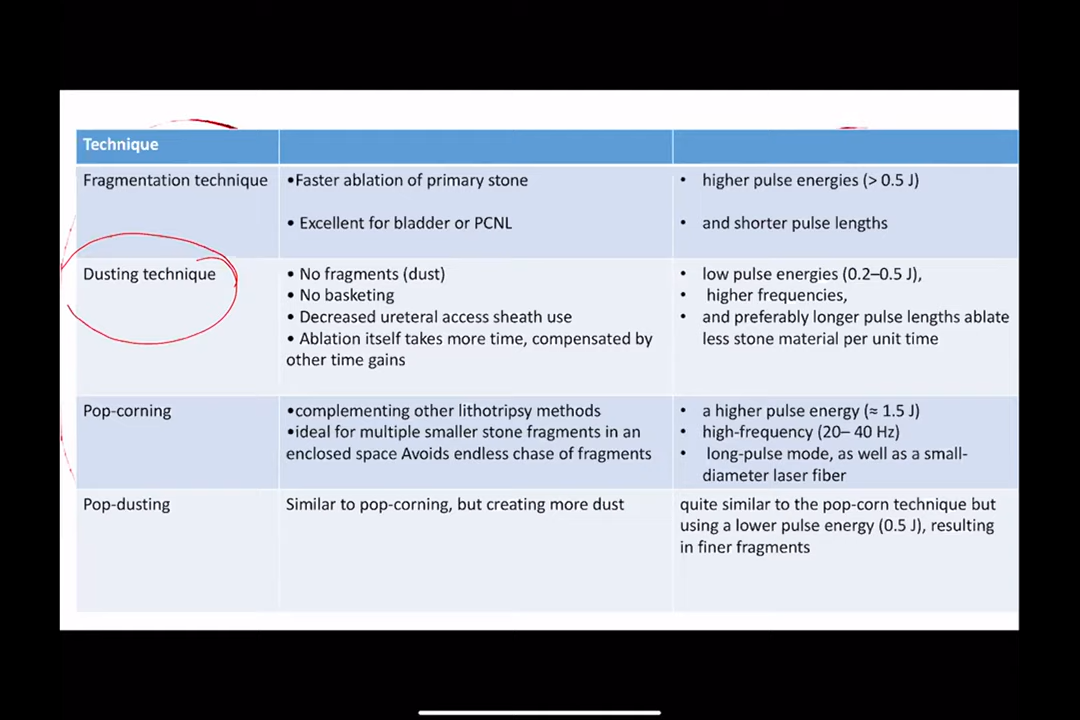 Technique
Fragmentation technique
•Faster ablation of primary stone
• Excellent for bladder or PCNL
• higher pulse energies (> 0.5 J)
• and shorter pulse lengths
Dusting technique
• No fragments (dust)
• No basketing
• Decreased ureteral access sheath use
• Ablation itself takes more time, compensated by
other time gains
• low pulse energies (0.2–0.5 J),
• higher frequencies,
• and preferably longer pulse lengths ablate
less stone material per unit time
Pop-corning
•complementing other lithotripsy methods
•ideal for multiple smaller stone fragments in an
enclosed space Avoids endless chase of fragments
• a higher pulse energy (≈ 1.5 J)
• high-frequency (20– 40 Hz)
• long-pulse mode, as well as a small-
diameter laser fiber
Pop-dusting
Similar to pop-corning, but creating more dust
quite similar to the pop-corn technique but
using a lower pulse energy (0.5 J), resulting
in finer fragments